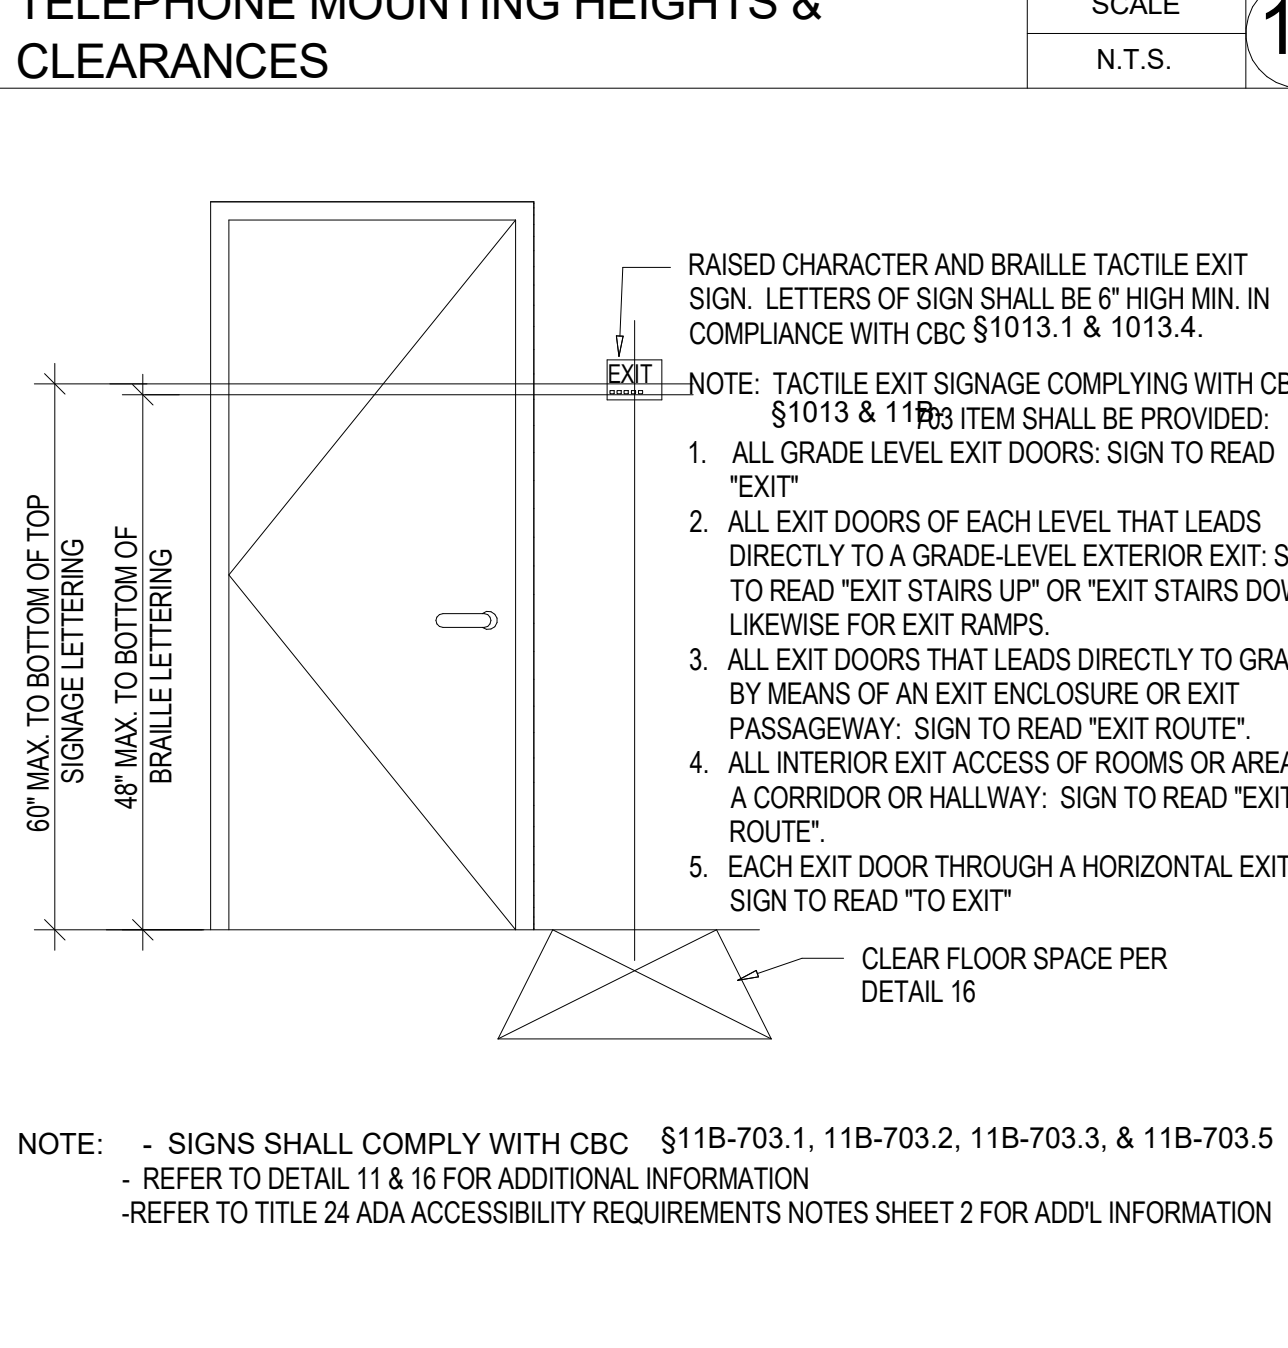 TELEPHONE MOUNTING HEIGHTS &
CLEARANCES
SCALE
N.T.S.
1
RAISED CHARACTER AND BRAILLE TACTILE EXIT
SIGN. LETTERS OF SIGN SHALL BE 6" HIGH MIN. IN
COMPLIANCE WITH CBC §1013.1 & 1013.4.
EXIT
NOTE: TACTILE EXIT SIGNAGE COMPLYING WITH
§1013 & 11B-703 ITEM SHALL BE PROVIDED:
1. ALL GRADE LEVEL EXIT DOORS: SIGN TO READ
"EXIT"
2. ALL EXIT DOORS OF EACH LEVEL THAT LEADS
DIRECTLY TO A GRADE-LEVEL EXTERIOR EXIT:
TO READ "EXIT STAIRS UP" OR "EXIT STAIRS
LIKEWISE FOR EXIT RAMPS.
3. ALL EXIT DOORS THAT LEADS DIRECTLY TO
BY MEANS OF AN EXIT ENCLOSURE OR EXIT
PASSAGEWAY: SIGN TO READ "EXIT ROUTE".
4. ALL INTERIOR EXIT ACCESS OF ROOMS OR
A CORRIDOR OR HALLWAY: SIGN TO READ "EXIT
ROUTE".
5. EACH EXIT DOOR THROUGH A HORIZONTAL EXIT
SIGN TO READ "TO EXIT"
60" MAX. TO BOTTOM OF TOP
SIGNAGE LETTERING
48" MAX. TO BOTTOM OF
BRAILLE LETTERING
CLEAR FLOOR SPACE PER
DETAIL 16
NOTE: - SIGNS SHALL COMPLY WITH CBC §11B-703.1, 11B-703.2, 11B-703.3, & 11B-703.5
- REFER TO DETAIL 11 & 16 FOR ADDITIONAL INFORMATION
-REFER TO TITLE 24 ADA ACCESSIBILITY REQUIREMENTS NOTES SHEET 2 FOR ADD'L INFORMATION